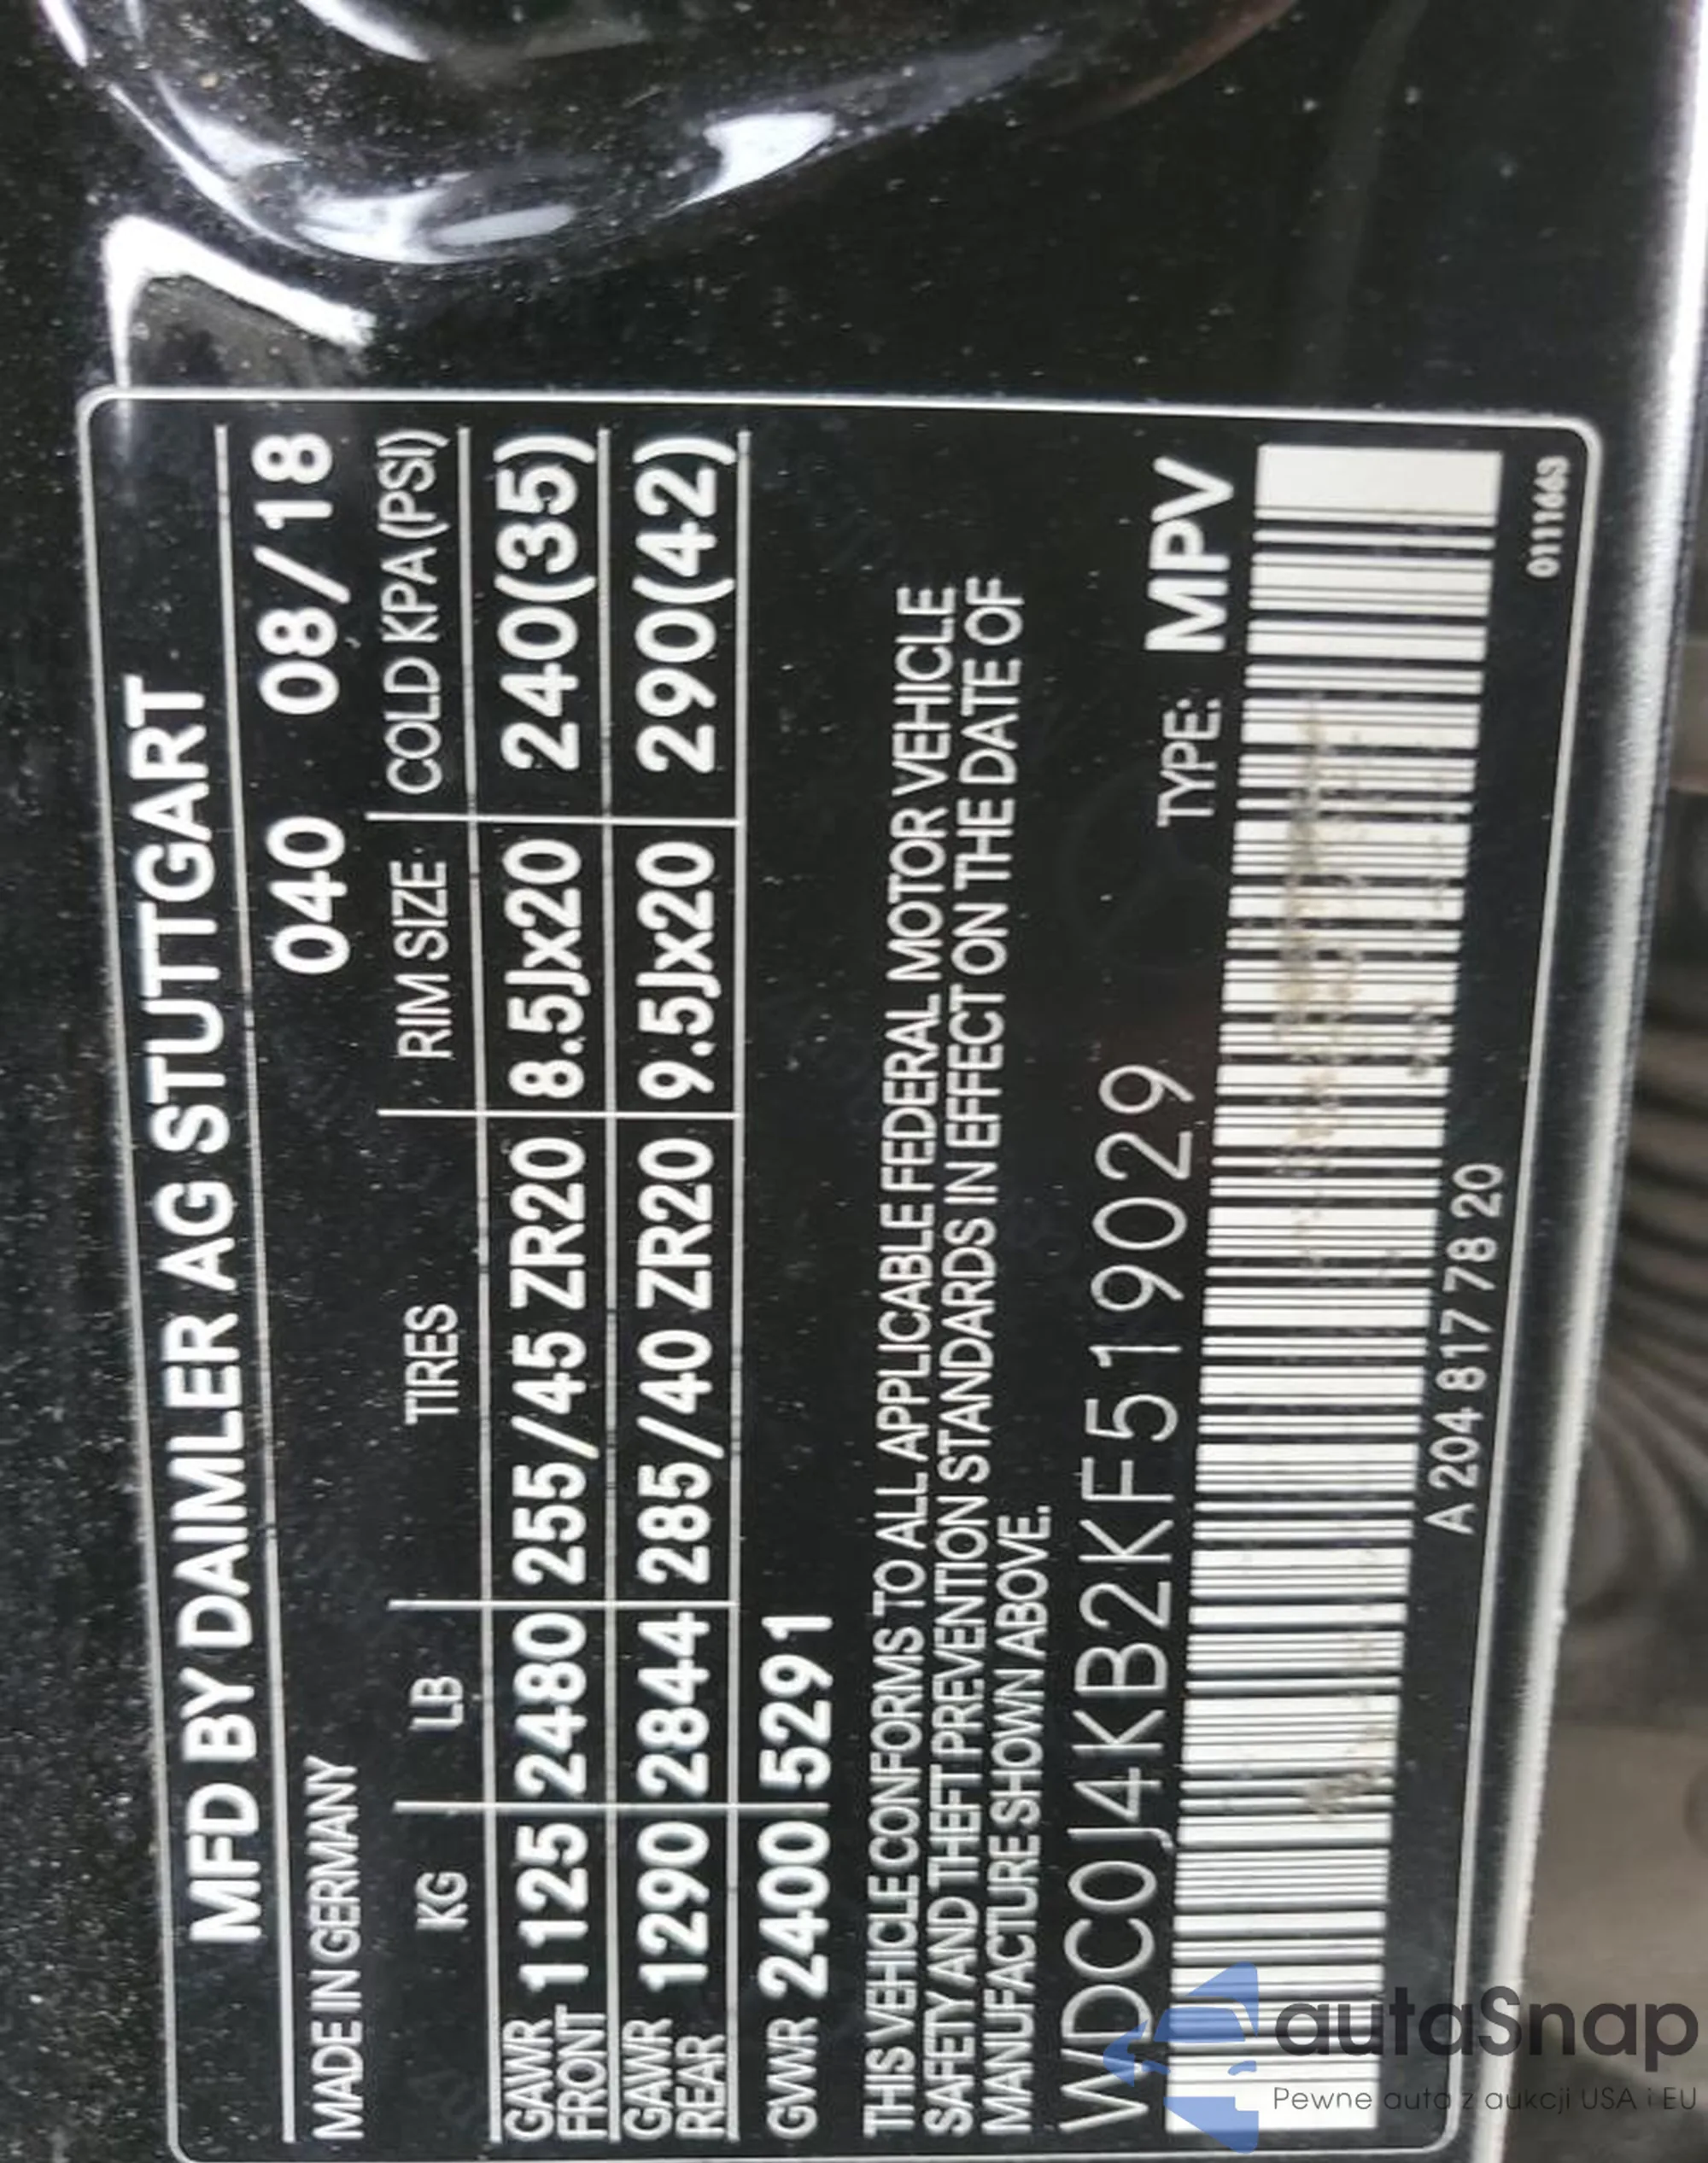 MFD BY DAIMLER AG STUTTGART
MADE IN GERMANY 040 08/18
KG LB TIRES RIM SIZE COLD KPA(PSI)
GAWR FRONT 1125 2480 255/45 ZR20 8.5Jx20 240(35)
GAWR REAR 1290 2844 285/40 ZR20 9.5Jx20 290(42)
GVWR 2400 5291
THIS VEHICLE CONFORMS TO ALL APPLICABLE FEDERAL MOTOR VEHICLE
SAFETY AND THEFT PREVENTION STANDARDS IN EFFECT ON THE DATE OF
MANUFACTURE SHOWN ABOVE.
WDC0J4KB2KF519029 TYPE: MPV
A 204 817 78 20
0111663
autaSnap
Pewne auta z aukcji USA i EU